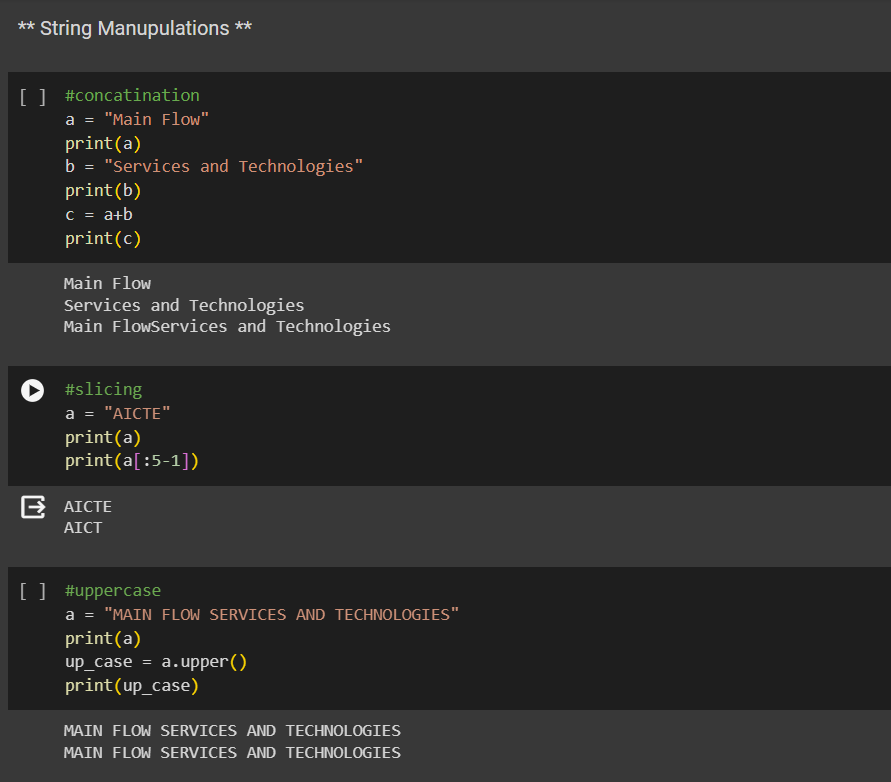 ** String Manupulations **
[ ] #concatination
a = "Main Flow"
print(a)
b = "Services and Technologies"
print(b)
c = a+b
print(c)
Main Flow
Services and Technologies
Main FlowServices and Technologies
#slicing
a = "AICTE"
print(a)
print(a[:5-1])
AICTE
AICT
[ ] #uppercase
a = "MAIN FLOW SERVICES AND TECHNOLOGIES"
print(a)
up_case = a.upper()
print(up_case)
MAIN FLOW SERVICES AND TECHNOLOGIES
MAIN FLOW SERVICES AND TECHNOLOGIES